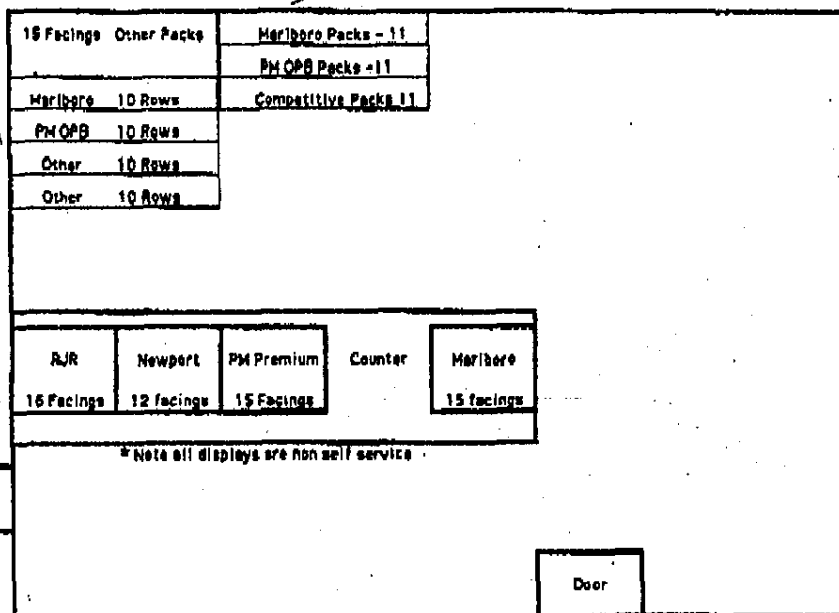 15 Facings Other Packs
Marlboro Packs - 11
PM OPB Packs - 11
Competitive Packs 11
Marlboro 10 Rows
PM OPB 10 Rows
Other 10 Rows
Other 10 Rows
RJR
16 Facings
Newport
12 facings
PM Premium
15 Facings
Counter
Marlboro
15 facings
* Note all displays are non self service
Door